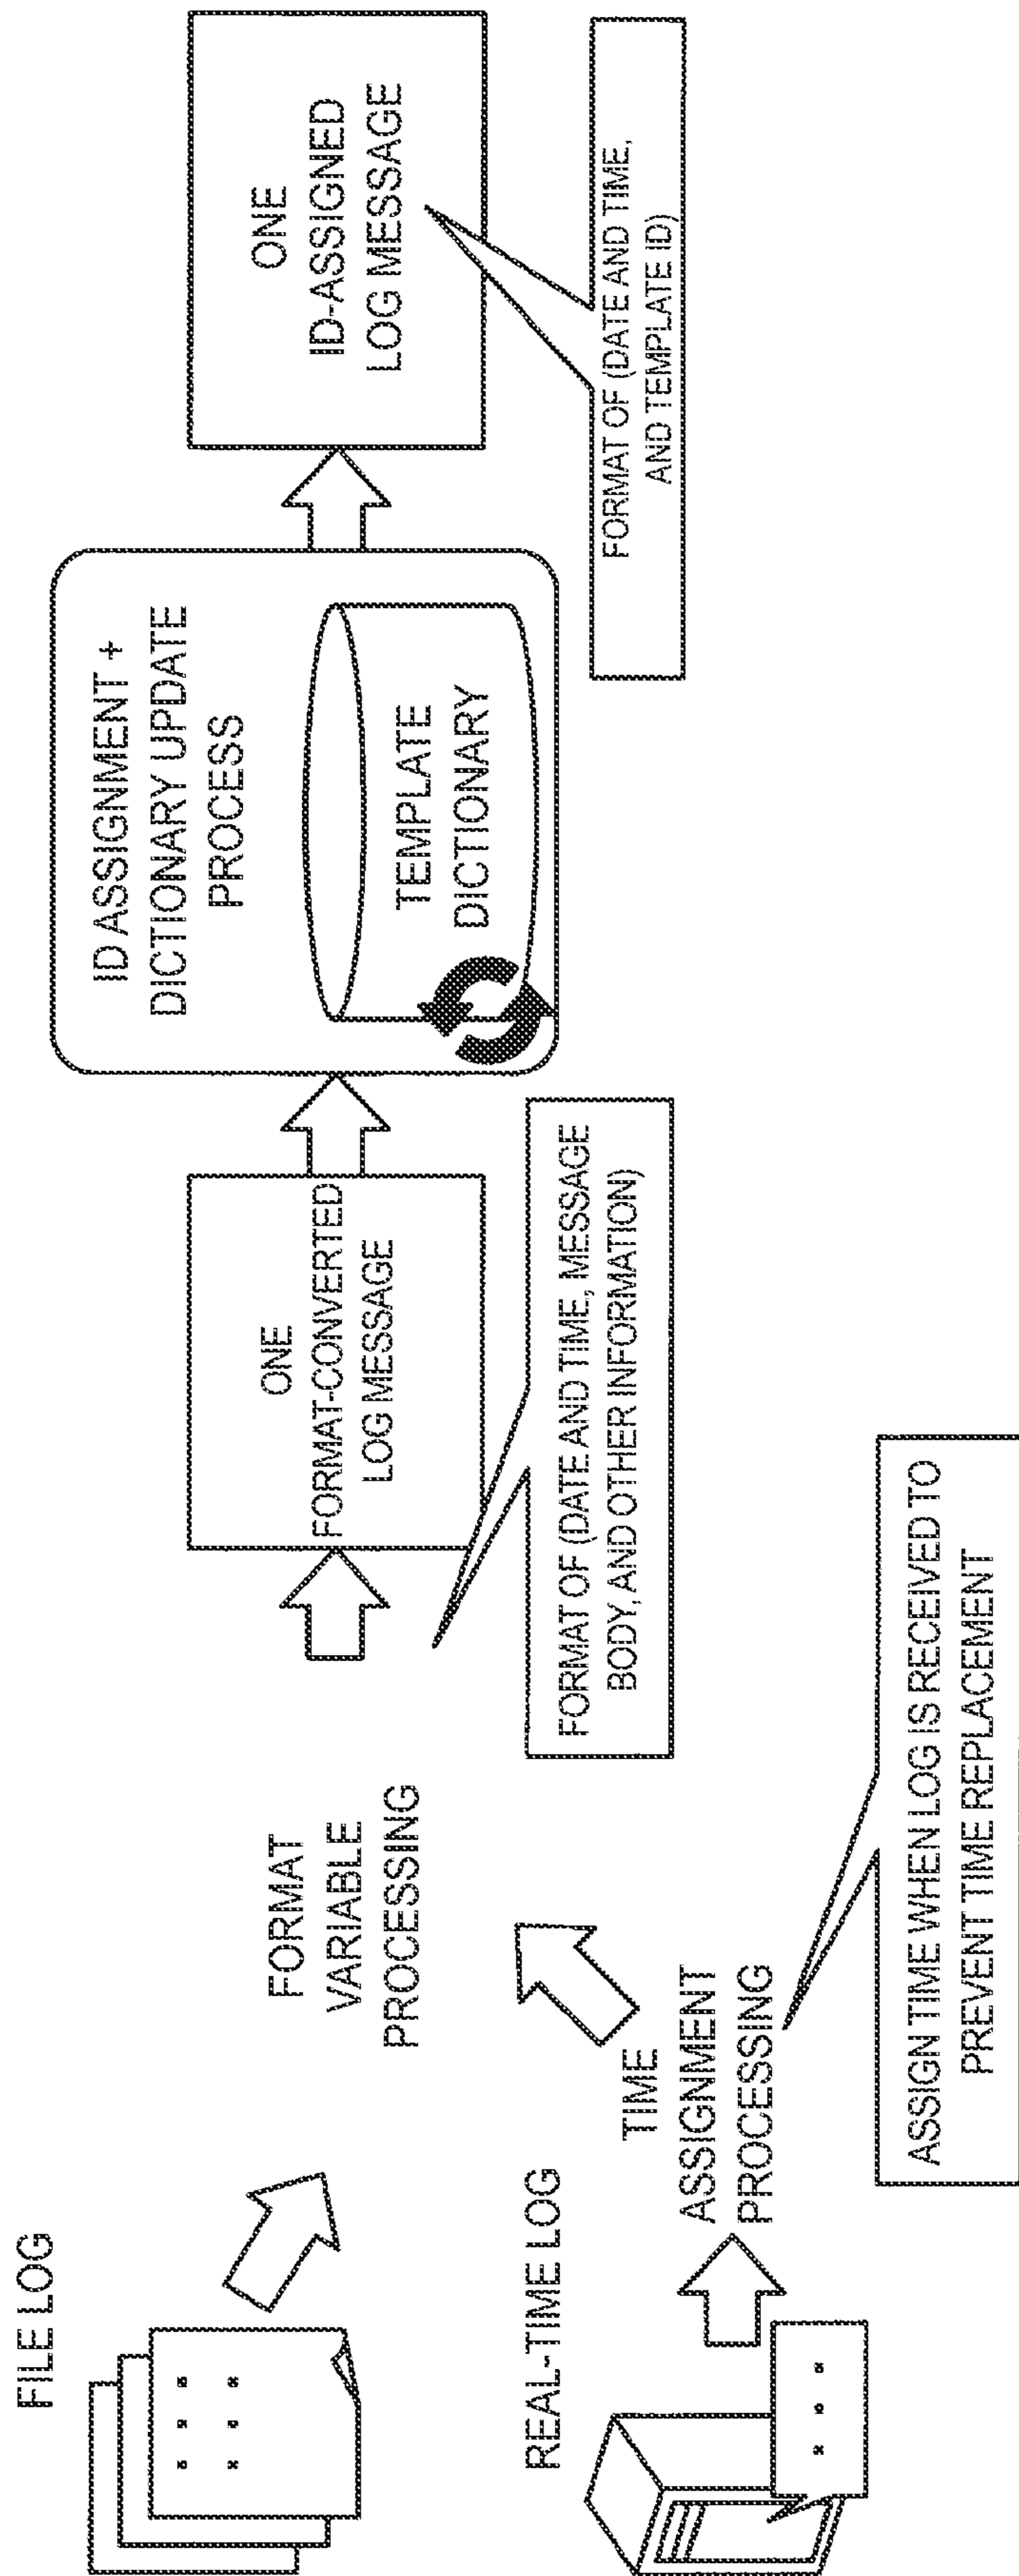 FILE LOG
REAL-TIME LOG
TIME
ASSIGNMENT
PROCESSING
ASSIGN TIME WHEN LOG IS RECEIVED TO
PREVENT TIME REPLACEMENT
FORMAT
VARIABLE
PROCESSING
FORMAT OF (DATE AND TIME, MESSAGE
BODY, AND OTHER INFORMATION)
ONE
FORMAT-CONVERTED
LOG MESSAGE
ID ASSIGNMENT +
DICTIONARY UPDATE
PROCESS
TEMPLATE
DICTIONARY
ONE
ID-ASSIGNED
LOG MESSAGE
FORMAT OF (DATE AND TIME,
AND TEMPLATE ID)